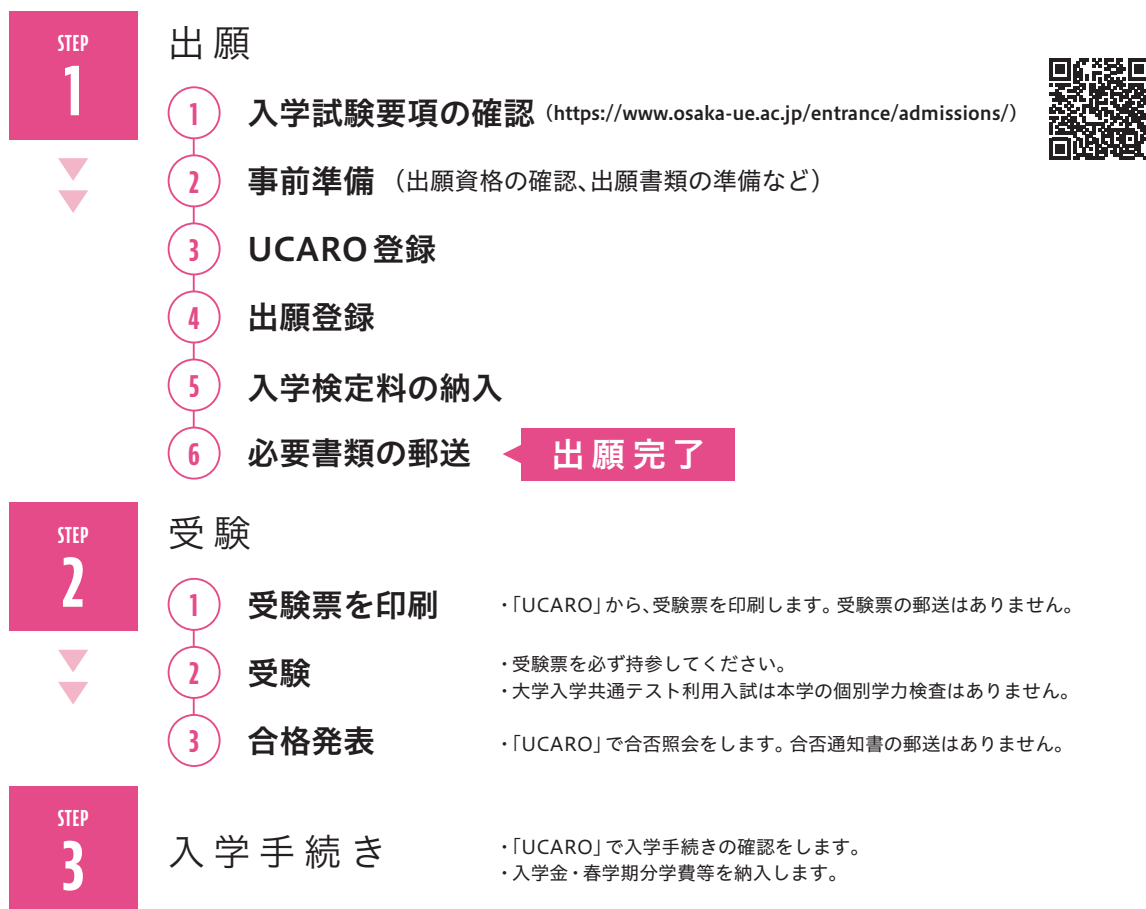 STEP
1
出願
1 入学試験要項の確認（https://www.osaka-ue.ac.jp/entrance/admissions/）
2 事前準備（出願資格の確認、出願書類の準備など）
3 UCARO登録
4 出願登録
5 入学検定料の納入
6 必要書類の郵送 出願完了
STEP
2
受験
1 受験票を印刷 ・「UCARO」から、受験票を印刷します。受験票の郵送はありません。
2 受験 ・受験票を必ず持参してください。
・大学入学共通テスト利用入試は本学の個別学力検査はありません。
3 合格発表 ・「UCARO」で合否照会をします。合否通知書の郵送はありません。
STEP
3
入学手続き ・「UCARO」で入学手続きの確認をします。
・入学金・春学期分学費等を納入します。